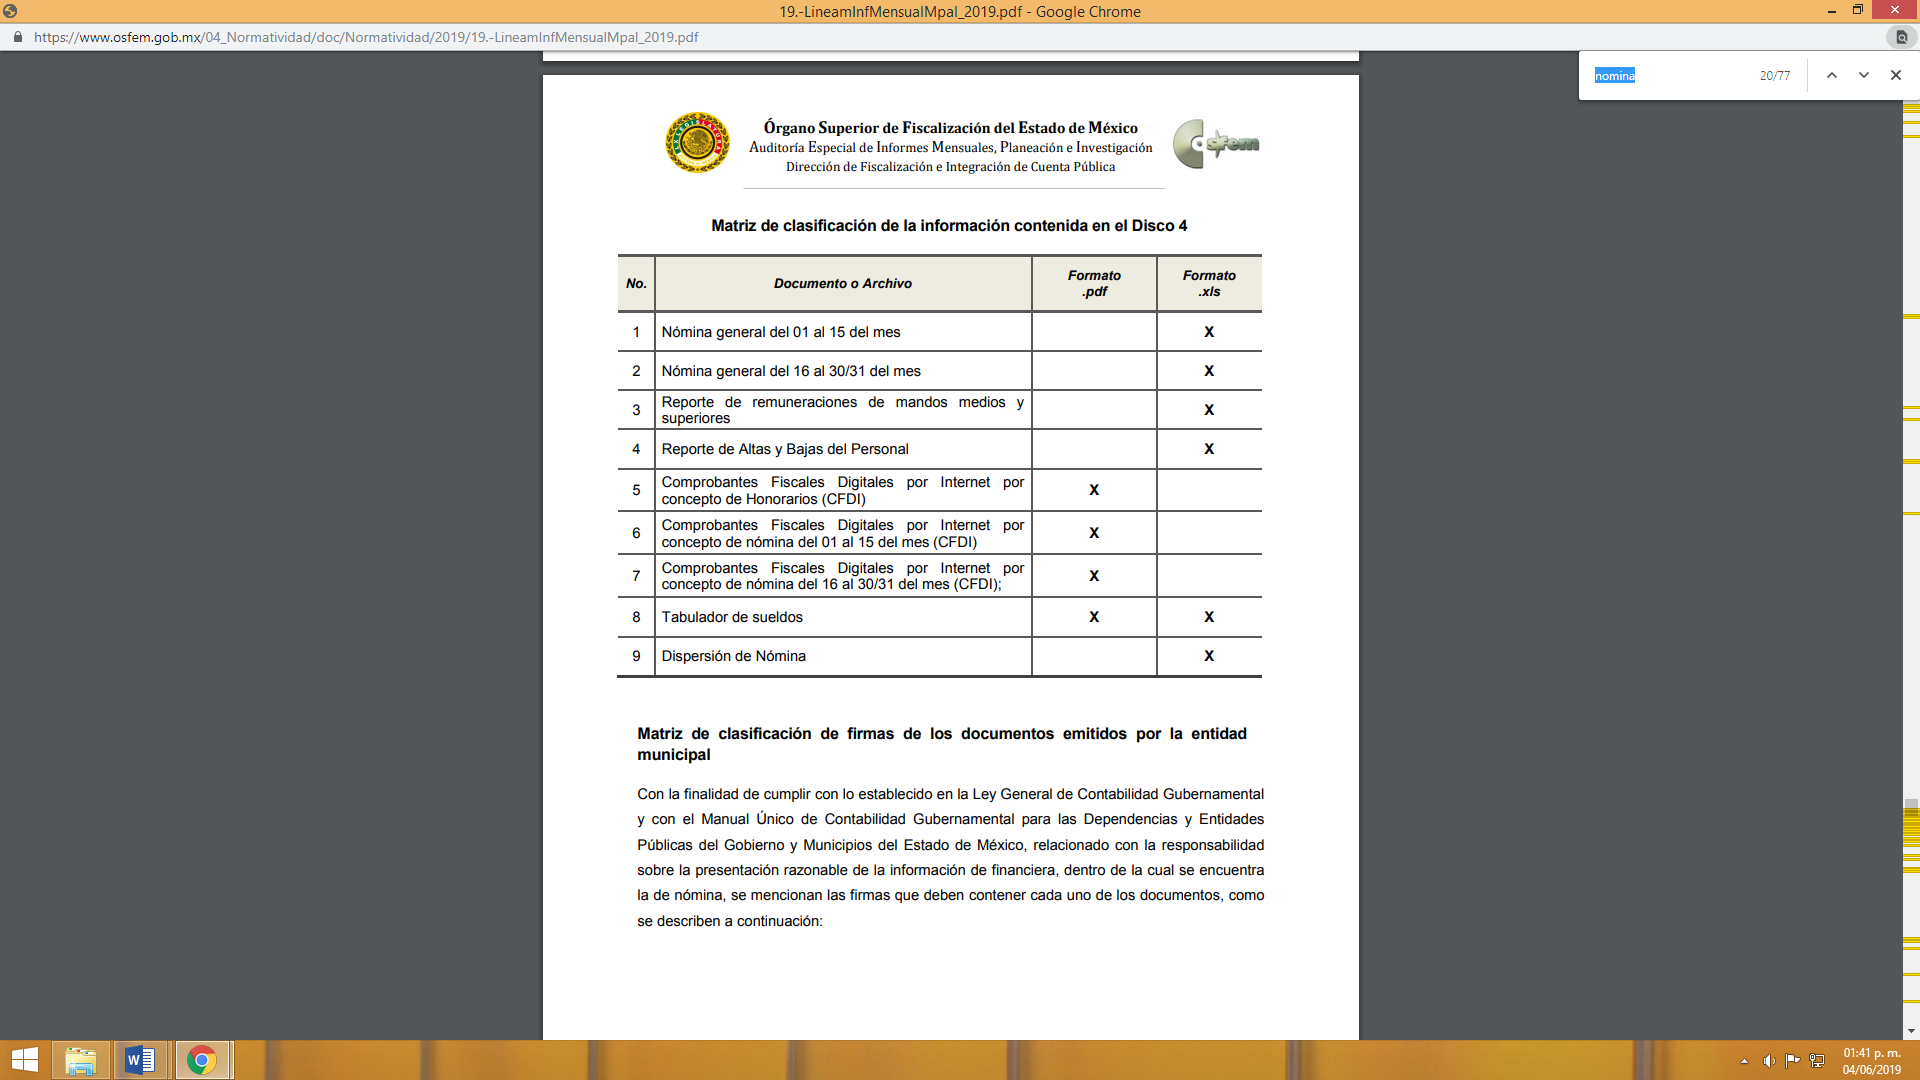 19.-LineamInfMensualMpal_2019.pdf - Google Chrome
https://www.osfem.gob.mx/04_Normatividad/doc/Normatividad/2019/19.-LineamInfMensualMpal_2019.pdf
nomina 20/77
Órgano Superior de Fiscalización del Estado de México
Auditoría Especial de Informes Mensuales, Planeación e Investigación
Dirección de Fiscalización e Integración de Cuenta Pública
LX LEGISLATURA
osfem
Matriz de clasificación de la información contenida en el Disco 4
No. Documento o Archivo Formato .pdf Formato .xls
1 Nómina general del 01 al 15 del mes X
2 Nómina general del 16 al 30/31 del mes X
3 Reporte de remuneraciones de mandos medios y
superiores X
4 Reporte de Altas y Bajas del Personal X
5 Comprobantes Fiscales Digitales por Internet por
concepto de Honorarios (CFDI) X
6 Comprobantes Fiscales Digitales por Internet por
concepto de nómina del 01 al 15 del mes (CFDI) X
7 Comprobantes Fiscales Digitales por Internet por
concepto de nómina del 16 al 30/31 del mes (CFDI); X
8 Tabulador de sueldos X X
9 Dispersión de Nómina X
Matriz de clasificación de firmas de los documentos emitidos por la entidad
municipal
Con la finalidad de cumplir con lo establecido en la Ley General de Contabilidad Gubernamental
y con el Manual Único de Contabilidad Gubernamental para las Dependencias y Entidades
Públicas del Gobierno y Municipios del Estado de México, relacionado con la responsabilidad
sobre la presentación razonable de la información de financiera, dentro de la cual se encuentra
la de nómina, se mencionan las firmas que deben contener cada uno de los documentos, como
se describen a continuación:
01:41 p. m.
04/06/2019